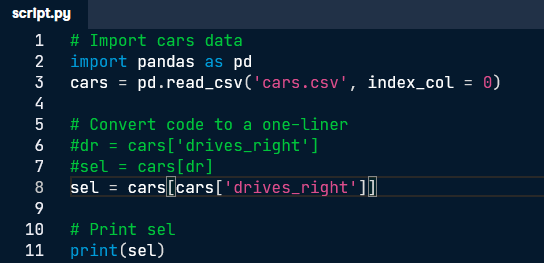 script.py
1 # Import cars data
2 import pandas as pd
3 cars = pd.read_csv('cars.csv', index_col = 0)
4
5 # Convert code to a one-liner
6 #dr = cars['drives_right']
7 #sel = cars[dr]
8 sel = cars[cars['drives_right']]
9
10 # Print sel
11 print(sel)